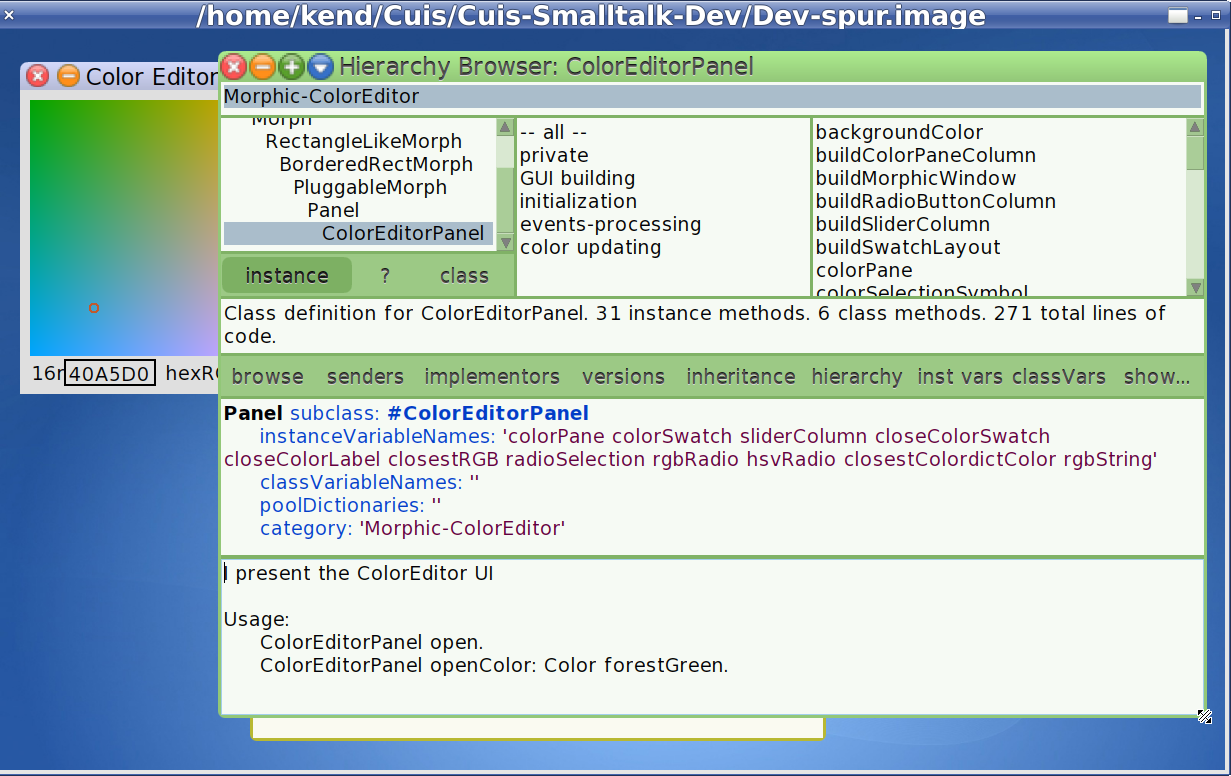 /home/kend/Cuis/Cuis-Smalltalk-Dev/Dev-spur.image
Color Editor
Hierarchy Browser: ColorEditorPanel
Morphic-ColorEditor
Morph
RectangleLikeMorph
BorderedRectMorph
PluggableMorph
Panel
ColorEditorPanel
instance ? class
-- all --
private
GUI building
initialization
events-processing
color updating
backgroundColor
buildColorPaneColumn
buildMorphicWindow
buildRadioButtonColumn
buildSliderColumn
buildSwatchLayout
colorPane
colorSelectionSymbol
16r 40A5D0
Class definition for ColorEditorPanel. 31 instance methods. 6 class methods. 271 total lines of
code.
browse senders implementors versions inheritance hierarchy inst vars classVars show...
Panel subclass: #ColorEditorPanel
instanceVariableNames: 'colorPane colorSwatch sliderColumn closeColorSwatch
closeColorLabel closestRGB radioSelection rgbRadio hsvRadio closestColordictColor rgbString'
classVariableNames: ''
poolDictionaries: ''
category: 'Morphic-ColorEditor'
I present the ColorEditor UI
Usage:
ColorEditorPanel open.
ColorEditorPanel openColor: Color forestGreen.